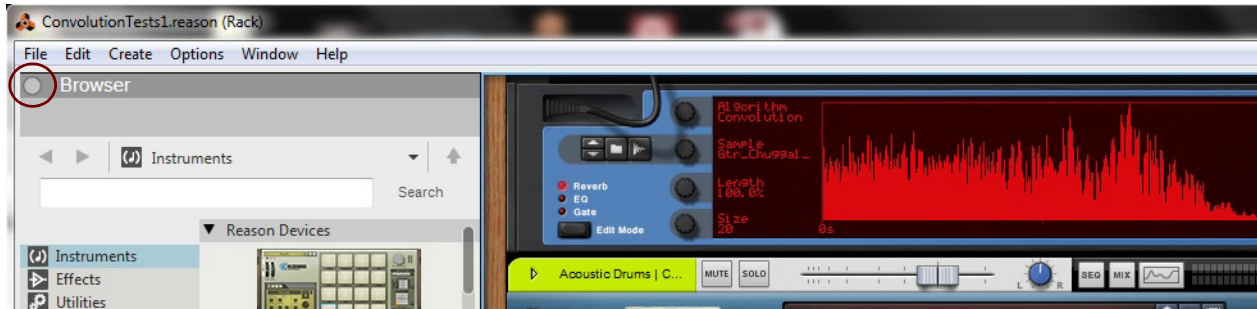 ConvolutionTests1.reason (Rack)
File Edit Create Options Window Help
Browser
Instruments
Search
Reason Devices
Instruments
Effects
Utilities
Algorithm
Convolution
Sample
Gtr_Chuggal_
Length
100.0%
Size
20
0s
Reverb
EQ
Gate
Edit Mode
Acoustic Drums | C...
MUTE SOLO
L R
SEQ MIX